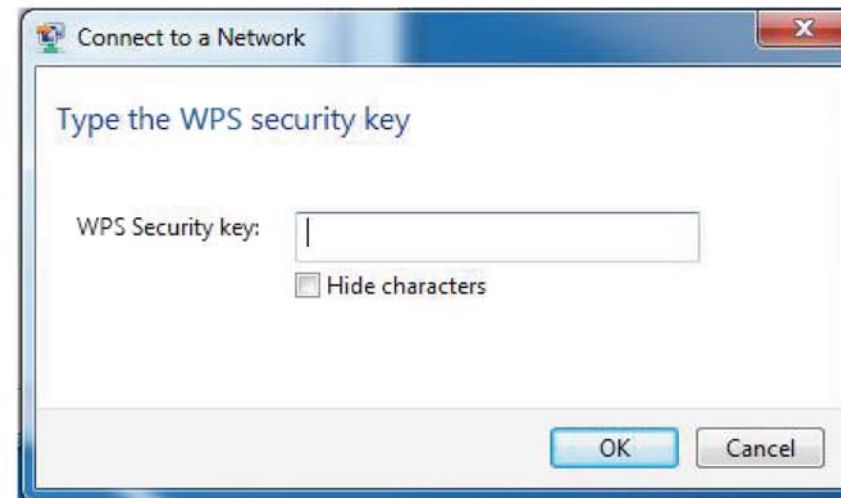 Connect to a Network
Type the WPS security key
WPS Security key:
Hide characters
OK Cancel